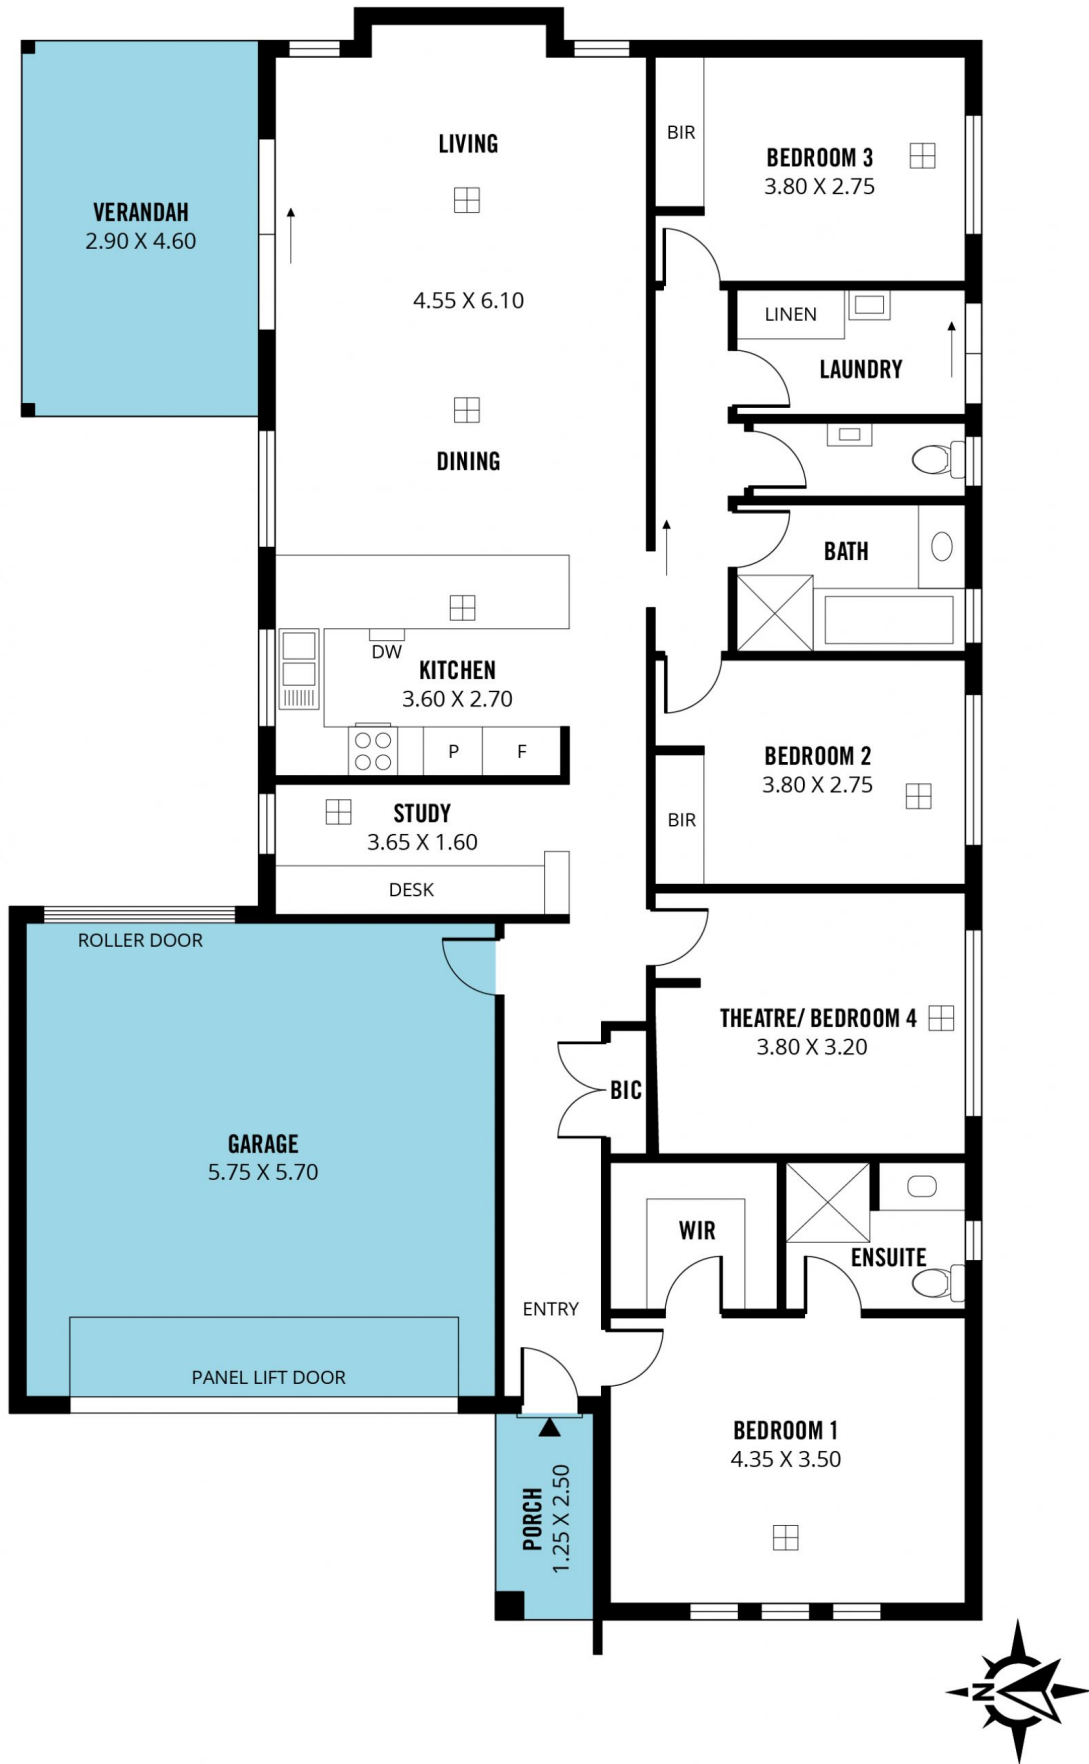 LIVING
BIR
BEDROOM 3
3.80 X 2.75
VERANDAH
2.90 X 4.60
4.55 X 6.10
LINEN
LAUNDRY
DINING
BATH
DW
KITCHEN
3.60 X 2.70
P
F
BEDROOM 2
3.80 X 2.75
STUDY
3.65 X 1.60
BIR
DESK
ROLLER DOOR
THEATRE/ BEDROOM 4
3.80 X 3.20
BIC
GARAGE
5.75 X 5.70
WIR
ENSUITE
ENTRY
PANEL LIFT DOOR
BEDROOM 1
4.35 X 3.50
PORCH
1.25 X 2.50
N